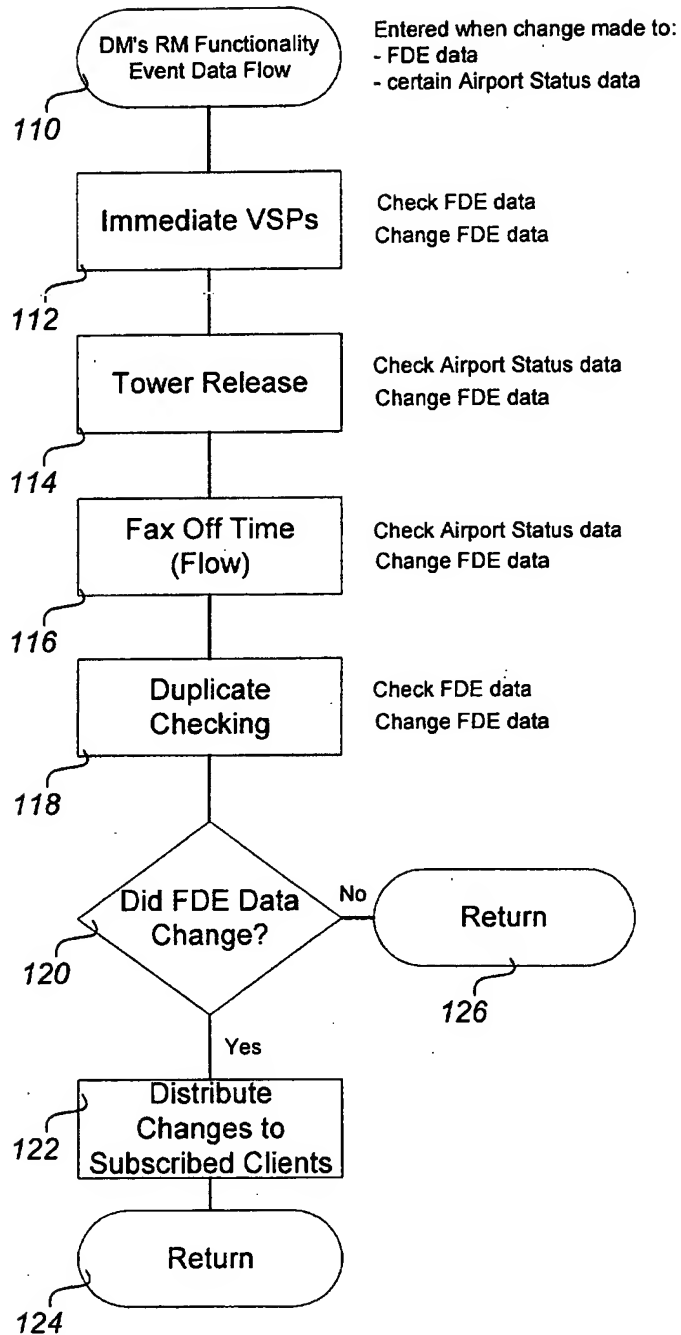 DM's RM Functionality
Event Data Flow
Entered when change made to:
- FDE data
- certain Airport Status data
110
Immediate VSPs
Check FDE data
Change FDE data
112
Tower Release
Check Airport Status data
Change FDE data
114
Fax Off Time
(Flow)
Check Airport Status data
Change FDE data
116
Duplicate
Checking
Check FDE data
Change FDE data
118
Did FDE Data
Change?
No
Return
120
126
Yes
Distribute
Changes to
Subscribed Clients
122
Return
124